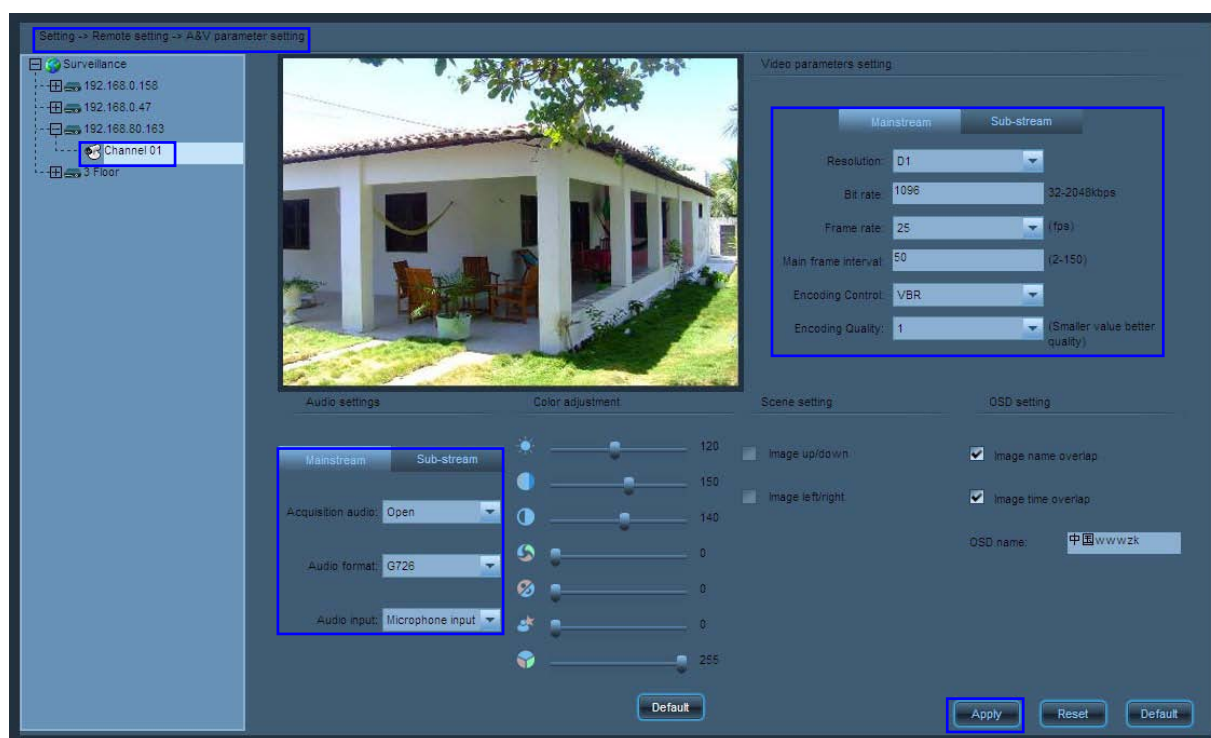 Setting -> Remote setting -> A&V parameter setting
Surveillance
192.168.0.158
192.168.0.47
192.168.80.163
Channel 01
3 Floor
Video parameters setting
Mainstream Sub-stream
Resolution: D1
Bit rate: 1096 32-2048kbps
Frame rate: 25 (fps)
Main frame interval: 50 (2-150)
Encoding Control: VBR
Encoding Quality: 1 (Smaller value better
quality)
Audio settings
Mainstream Sub-stream
Acquisition audio: Open
Audio format: G726
Audio input: Microphone input
Color adjustment
120
150
140
0
0
0
255
Default
Scene setting
Image up/down
Image left/right
OSD setting
Image name overlap
Image time overlap
OSD name: 中国wwwzk
Apply Reset Default